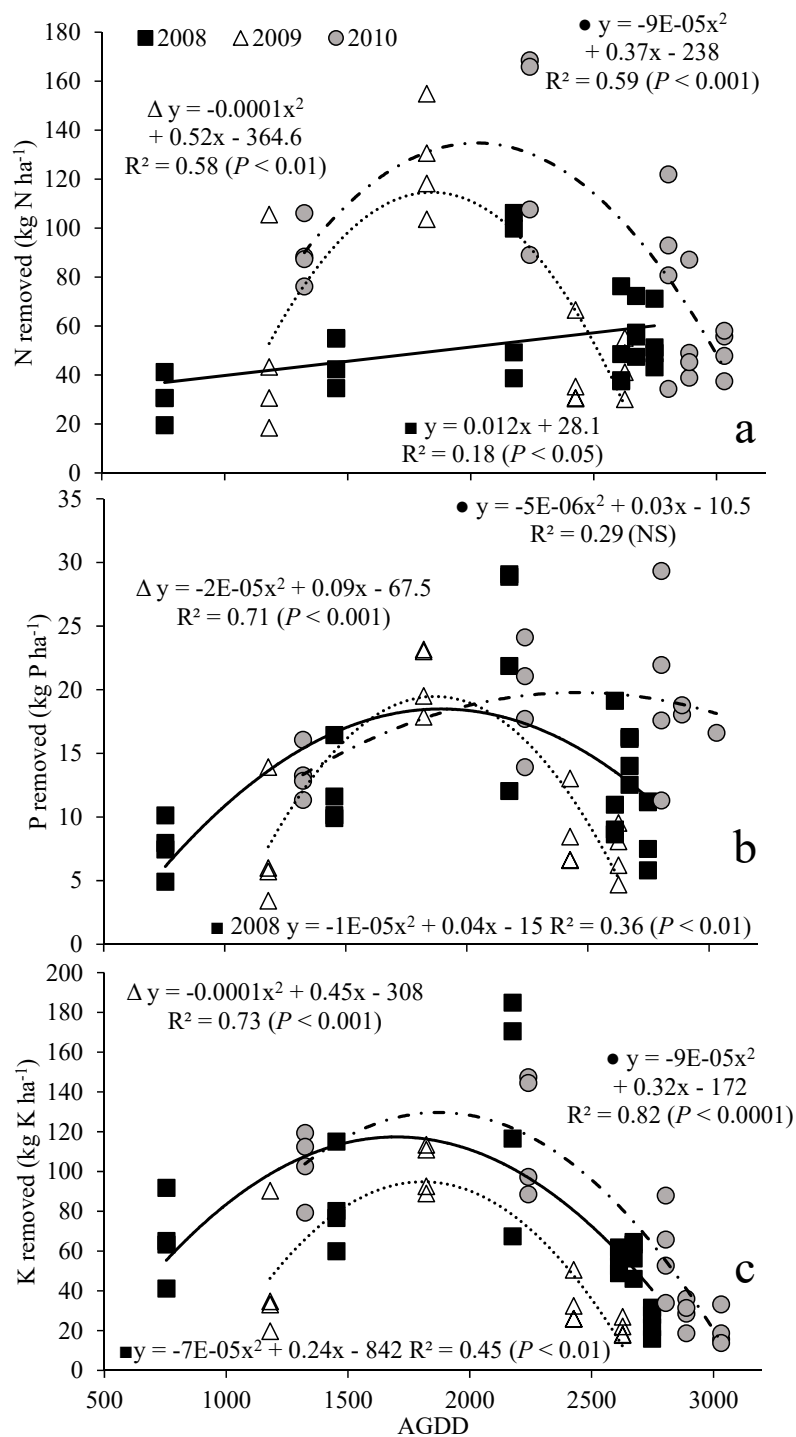 ● y = -9E-05x²
+ 0.37x - 238
R² = 0.59 (P < 0.001)
■ 2008 △ 2009 ● 2010
Δ y = -0.0001x²
+ 0.52x - 364.6
R² = 0.58 (P < 0.01)
180
160
140
120
100
80
60
40
20
0
N removed (kg N ha⁻¹)
■ y = 0.012x + 28.1
R² = 0.18 (P < 0.05)
a
● y = -5E-06x² + 0.03x - 10.5
R² = 0.29 (NS)
Δ y = -2E-05x² + 0.09x - 67.5
R² = 0.71 (P < 0.001)
35
30
25
20
15
10
5
0
P removed (kg P ha⁻¹)
b
■ 2008 y = -1E-05x² + 0.04x - 15 R² = 0.36 (P < 0.01)
Δ y = -0.0001x² + 0.45x - 308
R² = 0.73 (P < 0.001)
● y = -9E-05x²
+ 0.32x - 172
R² = 0.82 (P < 0.0001)
200
180
160
140
120
100
80
60
40
20
0
K removed (kg K ha⁻¹)
c
■ y = -7E-05x² + 0.24x - 842 R² = 0.45 (P < 0.01)
500 1000 1500 2000 2500 3000
AGDD